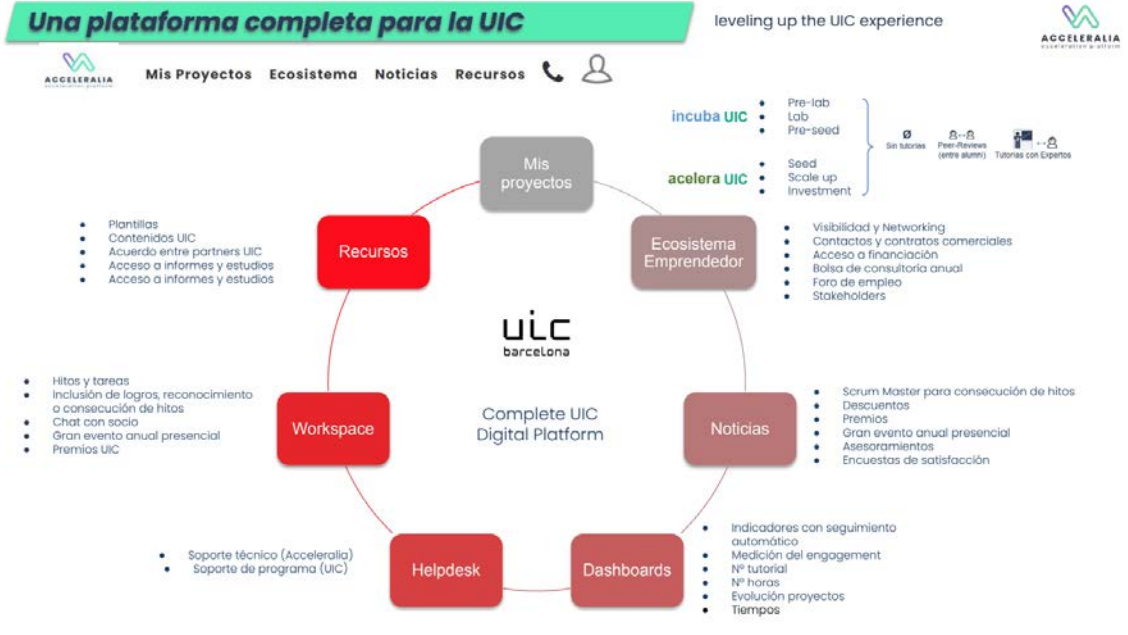 Una plataforma completa para la UIC
leveling up the UIC experience
ACCELERALIA
acceleration platform
ACCELERALIA
acceleration platform
Mis Proyectos Ecosistema Noticias Recursos
incuba UIC
Pre-lab
Lab
Pre-seed
acelera UIC
Seed
Scale up
Investment
Ø
Sin tutorias
Peer-Reviews
(entre alumni)
Tutorias con Expertos
Mis
proyectos
Ecosistema
Emprendedor
Visibilidad y Networking
Contactos y contratos comerciales
Acceso a financiación
Bolsa de consultoría anual
Foro de empleo
Stakeholders
Recursos
Plantillas
Contenidos UIC
Acuerdo entre partners UIC
Acceso a informes y estudios
Acceso a informes y estudios
uic
barcelona
Complete UIC
Digital Platform
Workspace
Hitos y tareas
Inclusión de logros, reconocimiento
o consecución de hitos
Chat con socio
Gran evento anual presencial
Premios UIC
Noticias
Scrum Master para consecución de hitos
Descuentos
Premios
Gran evento anual presencial
Asesoramientos
Encuestas de satisfacción
Helpdesk
Soporte técnico (Acceleralia)
Soporte de programa (UIC)
Dashboards
Indicadores con seguimiento
automático
Medición del engagement
Nº tutorial
Nº horas
Evolución proyectos
Tiempos